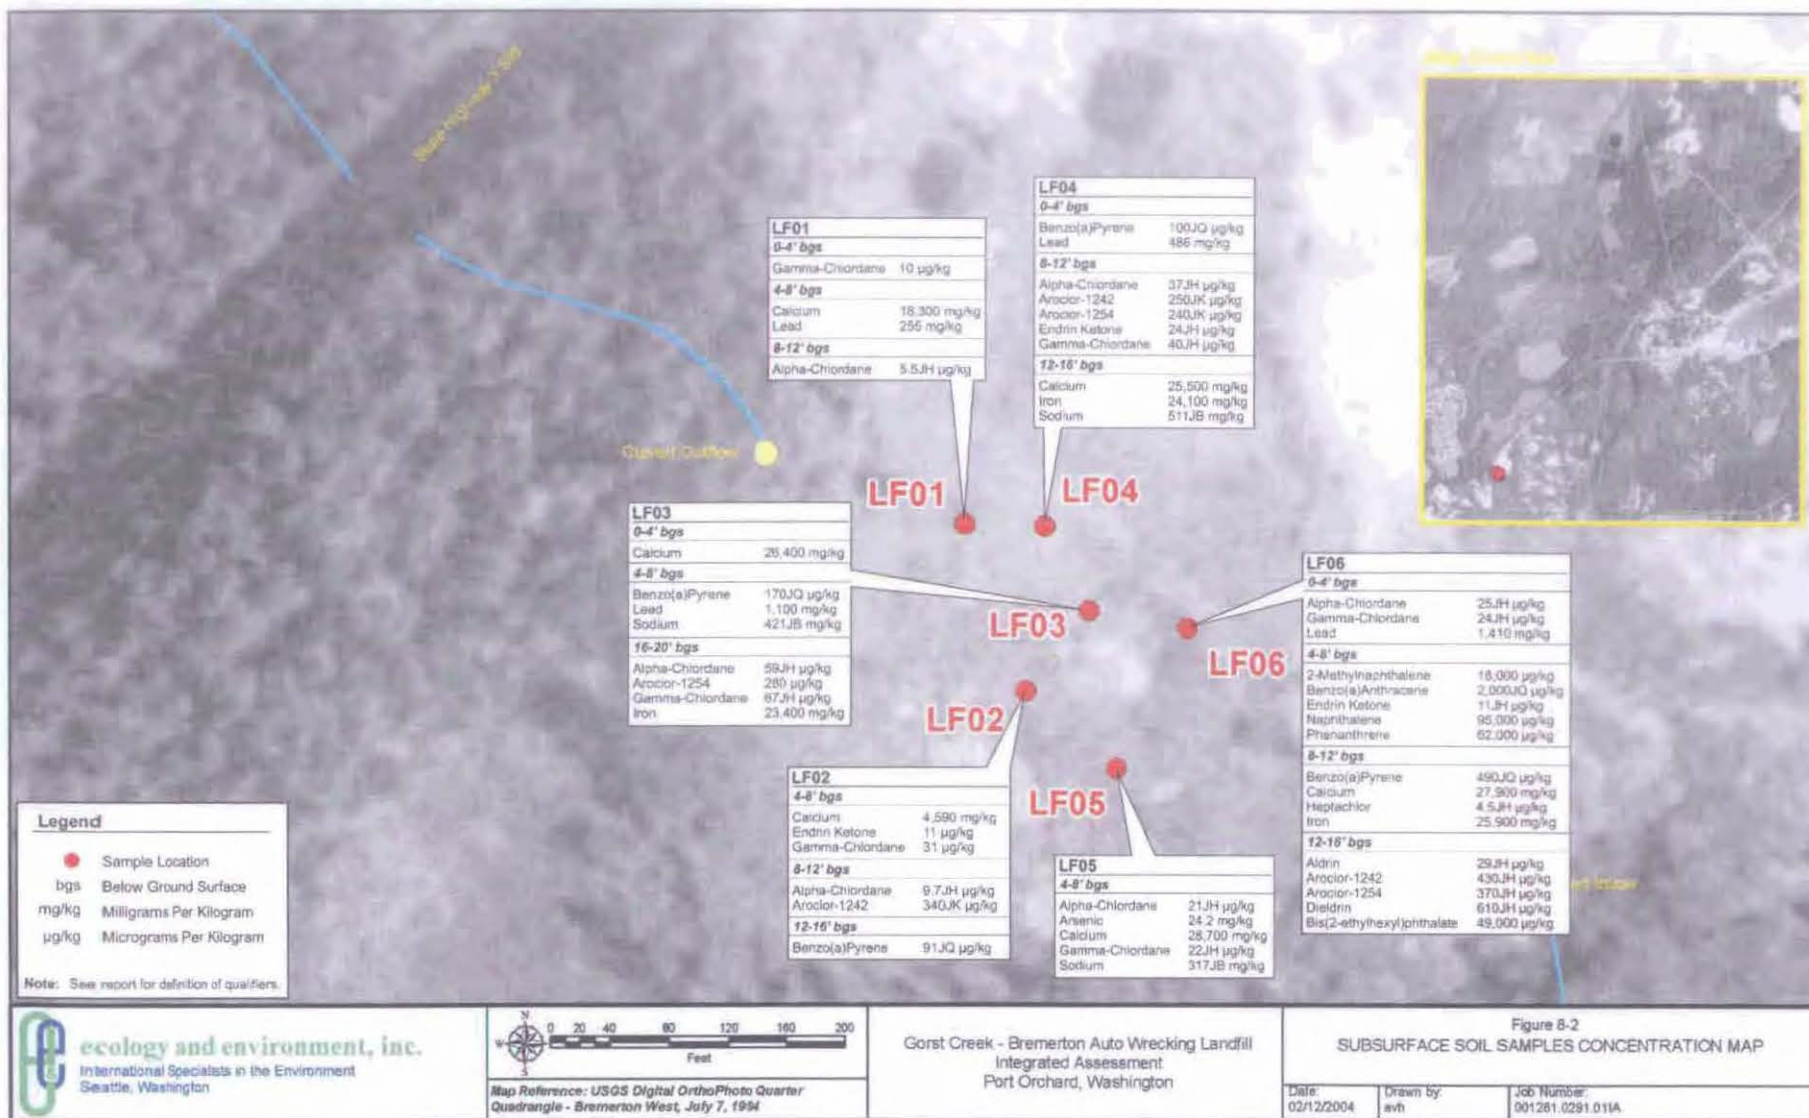 State Highway 3 SW
Culvert Outflow
LF01
0-4' bgs
Gamma-Chlordane 10 µg/kg
4-8' bgs
Calcium 18,300 mg/kg
Lead 255 mg/kg
8-12' bgs
Alpha-Chlordane 5.5JH µg/kg
LF04
0-4' bgs
Benzo(a)Pyrene 100JQ µg/kg
Lead 486 mg/kg
8-12' bgs
Alpha-Chlordane 37JH µg/kg
Aroclor-1242 250JK µg/kg
Aroclor-1254 240JK µg/kg
Endrin Ketone 24JH µg/kg
Gamma-Chlordane 40JH µg/kg
12-16' bgs
Calcium 25,500 mg/kg
Iron 24,100 mg/kg
Sodium 511JB mg/kg
LF01
LF04
LF03
0-4' bgs
Calcium 26,400 mg/kg
4-8' bgs
Benzo(a)Pyrene 170JQ µg/kg
Lead 1,100 mg/kg
Sodium 421JB mg/kg
16-20' bgs
Alpha-Chlordane 59JH µg/kg
Aroclor-1254 280 µg/kg
Gamma-Chlordane 67JH µg/kg
Iron 23,400 mg/kg
LF03
LF06
LF02
LF05
LF06
0-4' bgs
Alpha-Chlordane 25JH µg/kg
Gamma-Chlordane 24JH µg/kg
Lead 1,410 mg/kg
4-8' bgs
2-Methylnaphthalene 18,000 µg/kg
Benzo(a)Anthracene 2,000JQ µg/kg
Endrin Ketone 11JH µg/kg
Naphthalene 95,000 µg/kg
Phenanthrene 62,000 µg/kg
8-12' bgs
Benzo(a)Pyrene 490JQ µg/kg
Calcium 27,900 mg/kg
Heptachlor 4.5JH µg/kg
Iron 25,900 mg/kg
12-16' bgs
Aldrin 29JH µg/kg
Aroclor-1242 430JH µg/kg
Aroclor-1254 370JH µg/kg
Dieldrin 610JH µg/kg
Bis(2-ethylhexyl)phthalate 49,000 µg/kg
LF02
4-8' bgs
Calcium 4,590 mg/kg
Endrin Ketone 11 µg/kg
Gamma-Chlordane 31 µg/kg
8-12' bgs
Alpha-Chlordane 9.7JH µg/kg
Aroclor-1242 340JK µg/kg
12-16' bgs
Benzo(a)Pyrene 91JQ µg/kg
LF05
4-8' bgs
Alpha-Chlordane 21JH µg/kg
Arsenic 24.2 mg/kg
Calcium 28,700 mg/kg
Gamma-Chlordane 22JH µg/kg
Sodium 317JB mg/kg
Legend
Sample Location
bgs Below Ground Surface
mg/kg Milligrams Per Kilogram
µg/kg Micrograms Per Kilogram
Note: See report for definition of qualifiers.
ecology and environment, inc.
International Specialists in the Environment
Seattle, Washington
N
W E
S
0 20 40 80 120 160 200
Feet
Map Reference: USGS Digital OrthoPhoto Quarter
Quadrangle - Bremerton West, July 7, 1994
Gorst Creek - Bremerton Auto Wrecking Landfill
Integrated Assessment
Port Orchard, Washington
Figure 8-2
SUBSURFACE SOIL SAMPLES CONCENTRATION MAP
Date:
02/12/2004
Drawn by:
avh
Job Number:
001281.0291.01IA